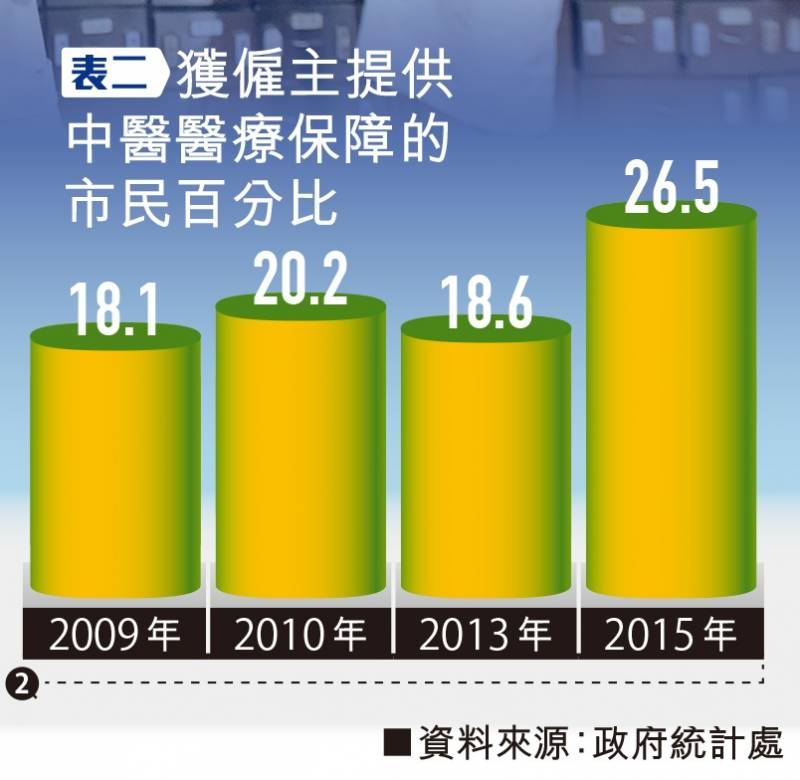 表二 獲僱主提供
中醫醫療保障的
市民百分比
18.1
20.2
18.6
26.5
2009年
2010年
2013年
2015年
2
■資料來源：政府統計處